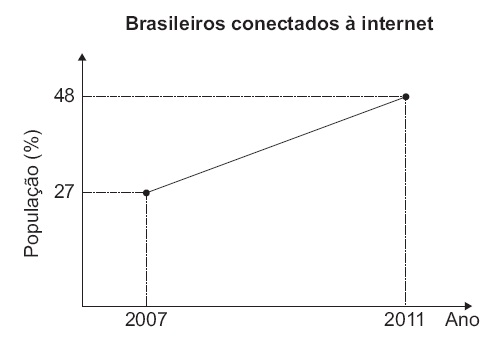 Brasileiros conectados à internet
População (%)
48
27
2007
2011
Ano